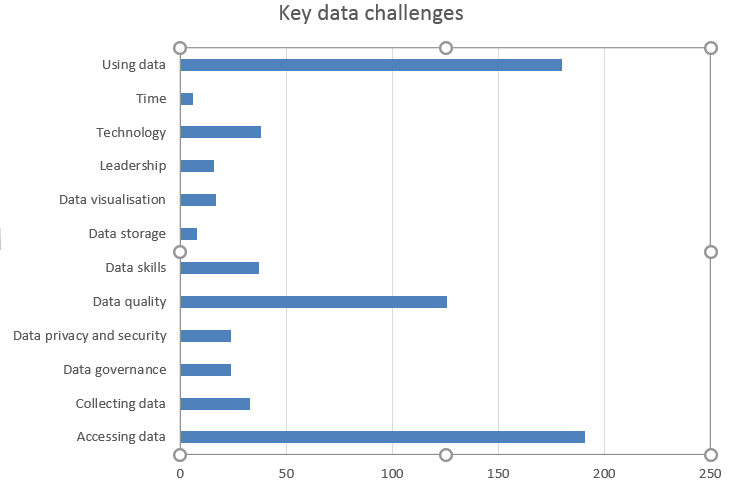 Key data challenges
Using data
Time
Technology
Leadership
Data visualisation
Data storage
Data skills
Data quality
Data privacy and security
Data governance
Collecting data
Accessing data
0 50 100 150 200 250